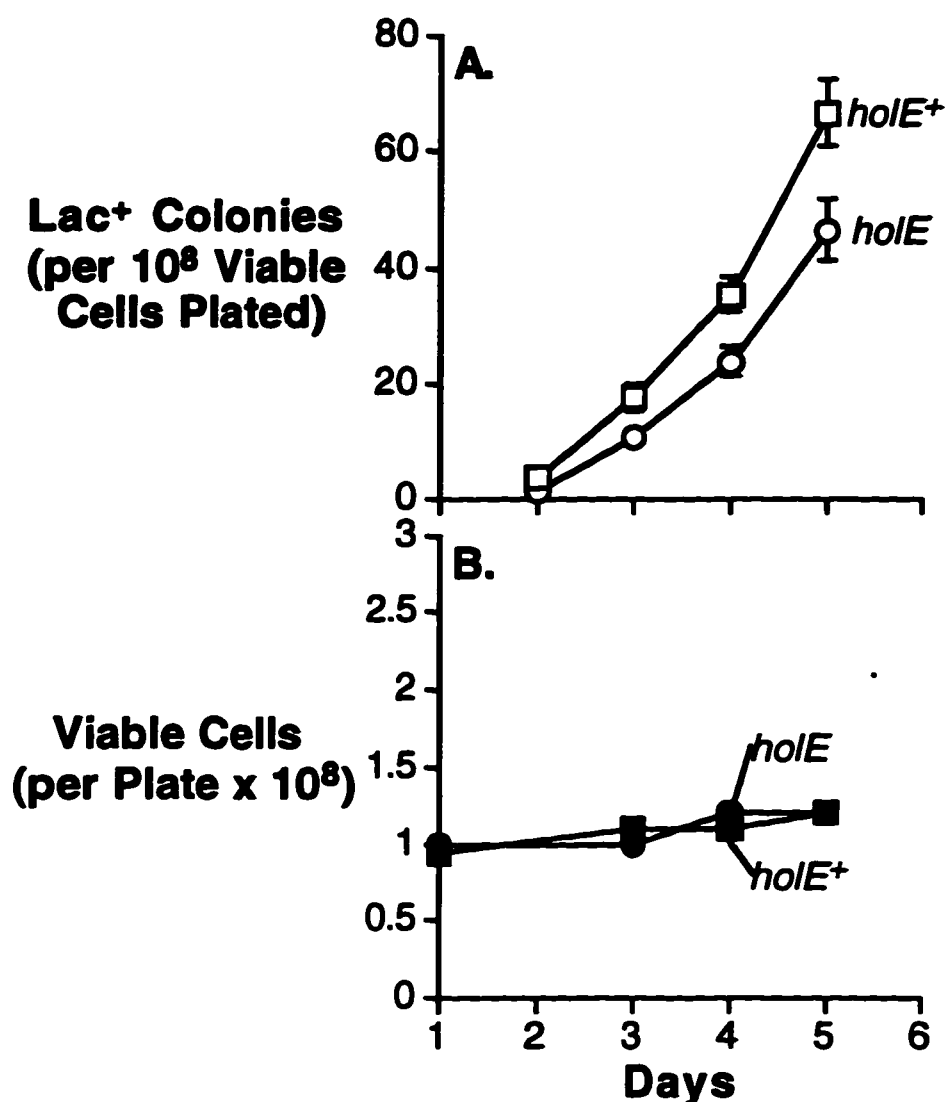 80
A.
holE⁺
60
Lac⁺ Colonies
holE
(per 10⁸ Viable
40
Cells Plated)
20
0
3
B.
2.5
2
Viable Cells
holE
(per Plate x 10⁸)
1.5
1
holE⁺
0.5
0
1 2 3 4 5 6
Days